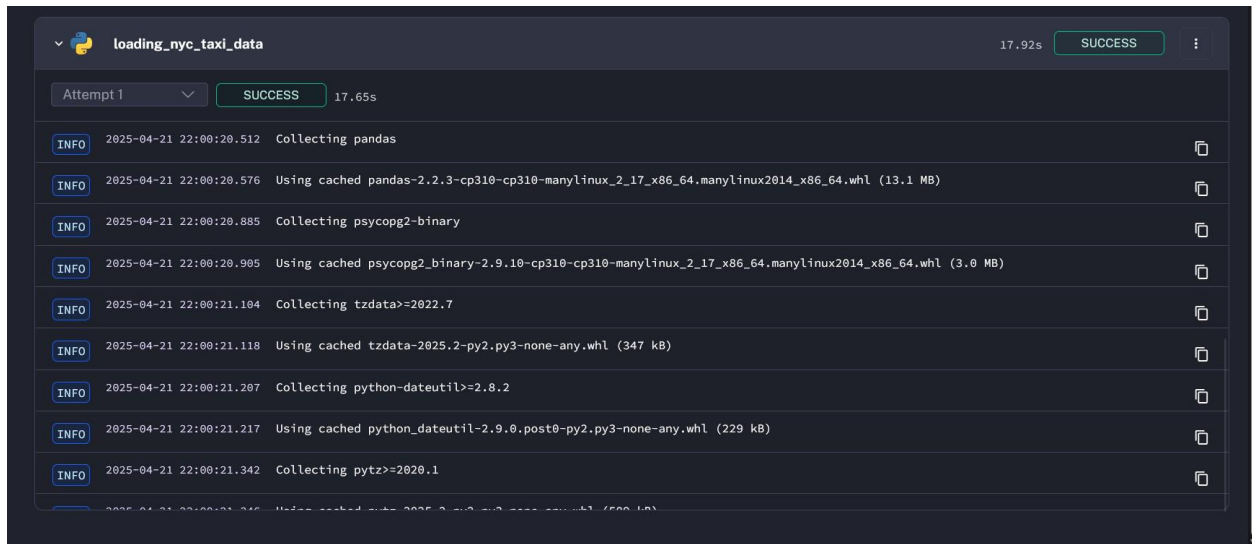 loading_nyc_taxi_data 17.92s SUCCESS
Attempt 1 SUCCESS 17.65s
INFO 2025-04-21 22:00:20.512 Collecting pandas
INFO 2025-04-21 22:00:20.576 Using cached pandas-2.2.3-cp310-cp310-manylinux_2_17_x86_64.manylinux2014_x86_64.whl (13.1 MB)
INFO 2025-04-21 22:00:20.885 Collecting psycopg2-binary
INFO 2025-04-21 22:00:20.905 Using cached psycopg2_binary-2.9.10-cp310-cp310-manylinux_2_17_x86_64.manylinux2014_x86_64.whl (3.0 MB)
INFO 2025-04-21 22:00:21.104 Collecting tzdata>=2022.7
INFO 2025-04-21 22:00:21.118 Using cached tzdata-2025.2-py2.py3-none-any.whl (347 kB)
INFO 2025-04-21 22:00:21.207 Collecting python-dateutil>=2.8.2
INFO 2025-04-21 22:00:21.217 Using cached python_dateutil-2.9.0.post0-py2.py3-none-any.whl (229 kB)
INFO 2025-04-21 22:00:21.342 Collecting pytz>=2020.1